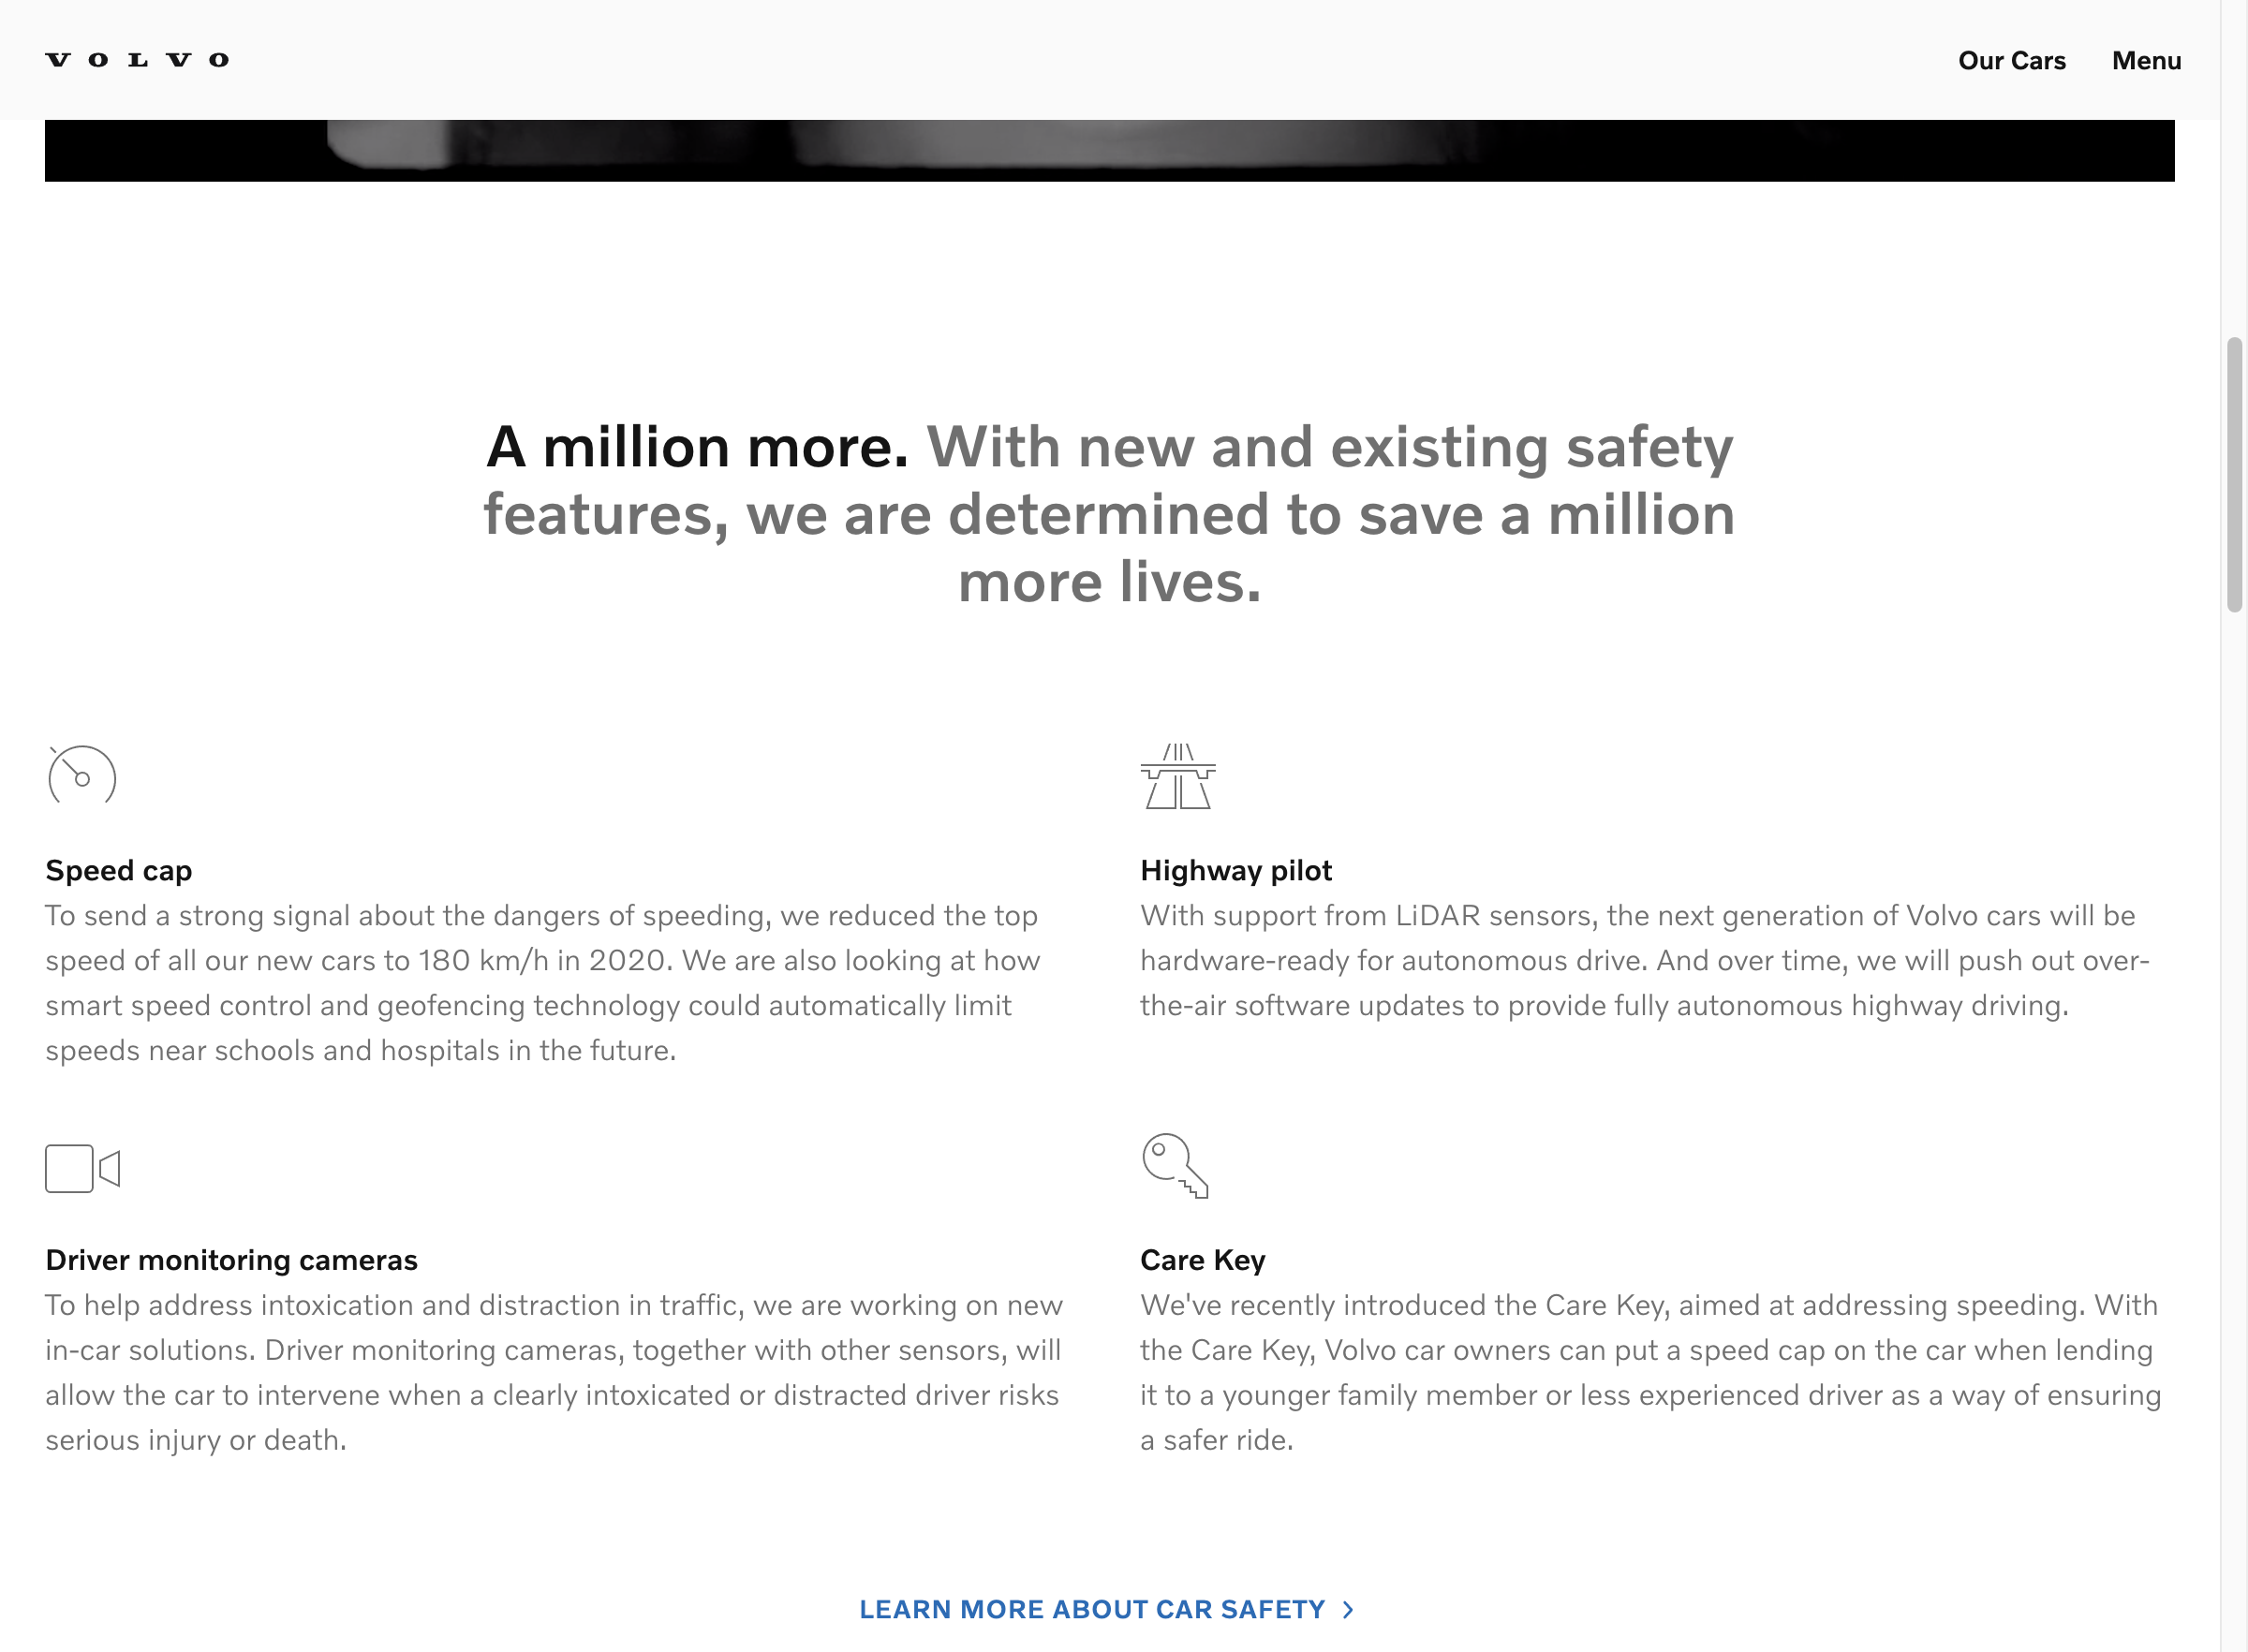 VOLVO
Our Cars
Menu
A million more. With new and existing safety
features, we are determined to save a million
more lives.
Speed cap
To send a strong signal about the dangers of speeding, we reduced the top
speed of all our new cars to 180 km/h in 2020. We are also looking at how
smart speed control and geofencing technology could automatically limit
speeds near schools and hospitals in the future.
Highway pilot
With support from LiDAR sensors, the next generation of Volvo cars will be
hardware-ready for autonomous drive. And over time, we will push out over-
the-air software updates to provide fully autonomous highway driving.
Driver monitoring cameras
To help address intoxication and distraction in traffic, we are working on new
in-car solutions. Driver monitoring cameras, together with other sensors, will
allow the car to intervene when a clearly intoxicated or distracted driver risks
serious injury or death.
Care Key
We've recently introduced the Care Key, aimed at addressing speeding. With
the Care Key, Volvo car owners can put a speed cap on the car when lending
it to a younger family member or less experienced driver as a way of ensuring
a safer ride.
LEARN MORE ABOUT CAR SAFETY